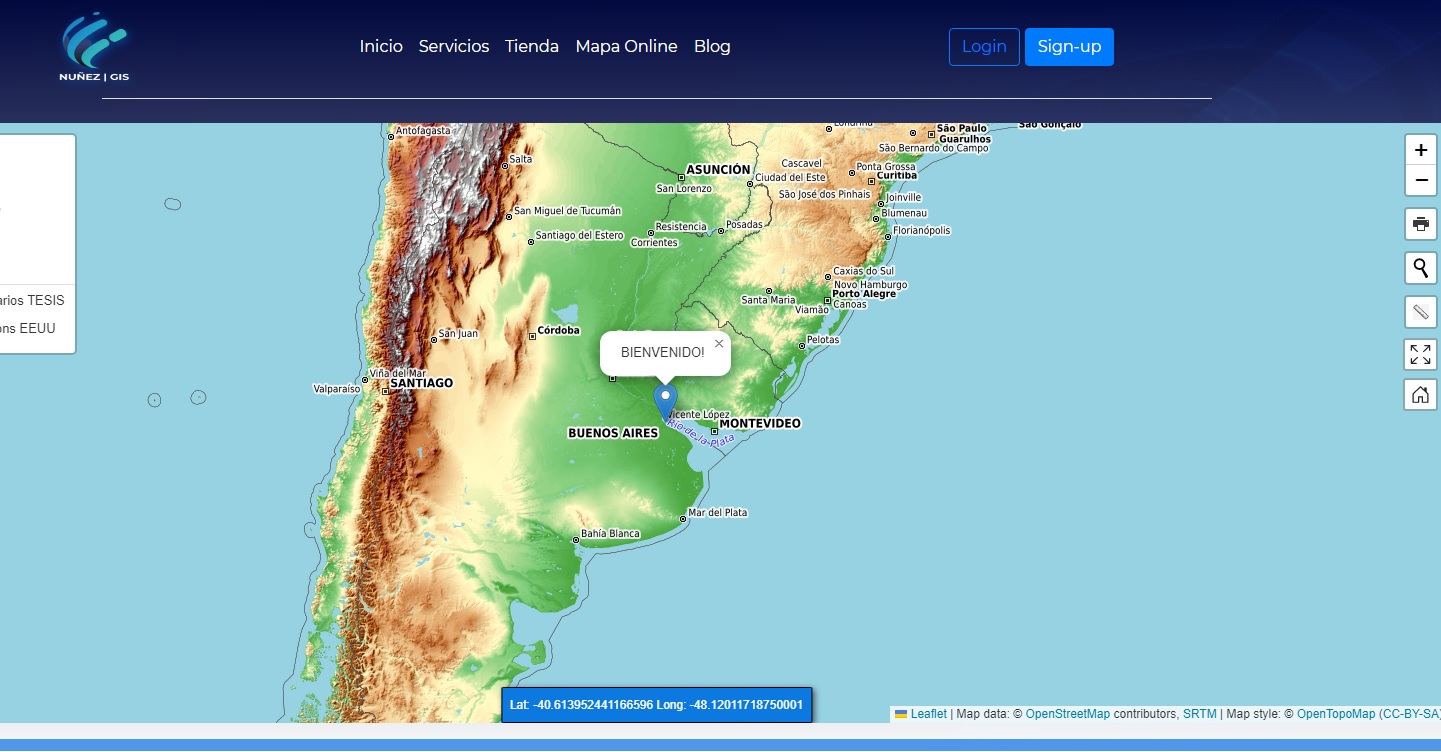 NUÑEZ | GIS
Inicio Servicios Tienda Mapa Online Blog
Login
Sign-up
arios TESIS
ons EEUU
Antofagasta
Salta
San Miguel de Tucumán
Santiago del Estero
ASUNCIÓN
San Lorenzo
Ciudad del Este
Resistencia
Corrientes
Posadas
Londrina
São Paulo
Guarulhos
São Gonçalo
São Bernardo do Campo
Cascavel
Ponta Grossa
Curitiba
São José dos Pinhais
Joinville
Blumenau
Florianópolis
Caxias do Sul
Novo Hamburgo
Santa Maria
Porto Alegre
Canoas
Viamão
Pelotas
San Juan
Córdoba
Viña del Mar
Valparaíso
SANTIAGO
BIENVENIDO! ×
Vicente López
BUENOS AIRES
MONTEVIDEO
Río de la Plata
Mar del Plata
Bahía Blanca
+
−
Lat: -40.613952441166596 Long: -48.12011718750001
Leaflet | Map data: © OpenStreetMap contributors, SRTM | Map style: © OpenTopoMap (CC-BY-SA)